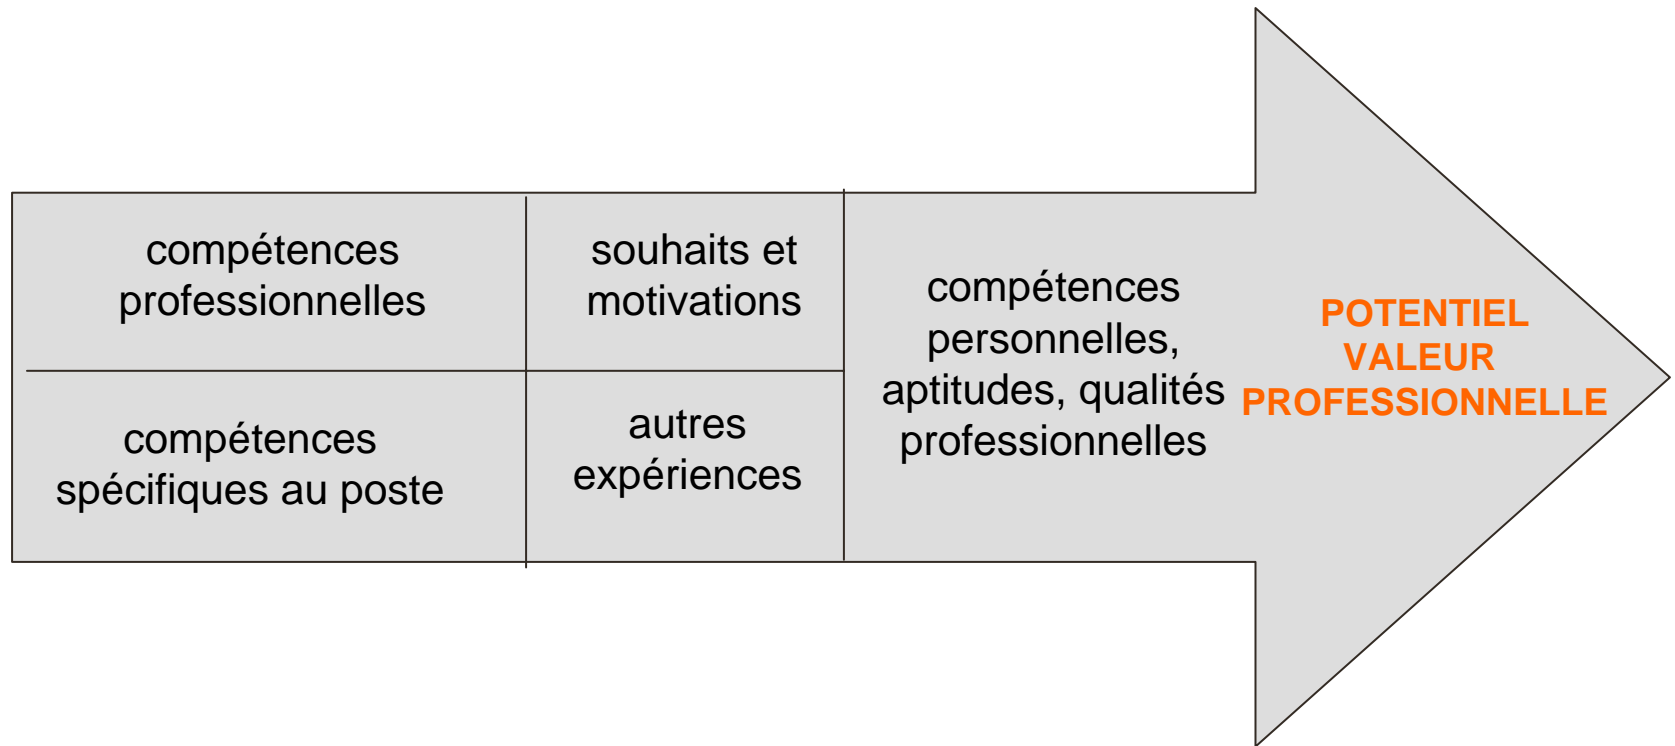 compétences
professionnelles
souhaits et
motivations
compétences
spécifiques au poste
autres
expériences
compétences
personnelles,
aptitudes, qualités
professionnelles
POTENTIEL
VALEUR
PROFESSIONNELLE